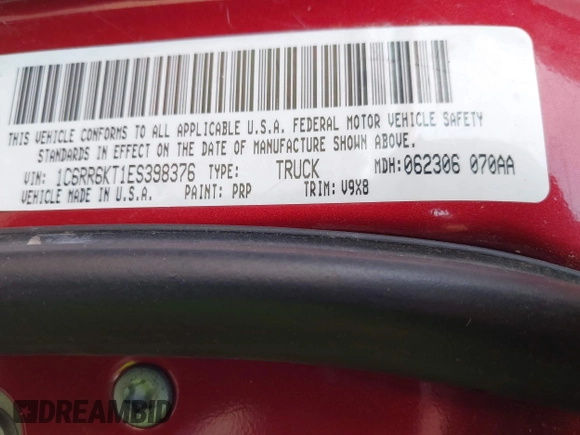 THIS VEHICLE CONFORMS TO ALL APPLICABLE U.S.A. FEDERAL MOTOR VEHICLE SAFETY
STANDARDS IN EFFECT ON THE DATE OF MANUFACTURE SHOWN ABOVE.
VIN: 1C6RR6KT1ES398376 TYPE: TRUCK MDH:062306 070AA
VEHICLE MADE IN U.S.A. PAINT: PRP TRIM: V9X8
DREAMBID